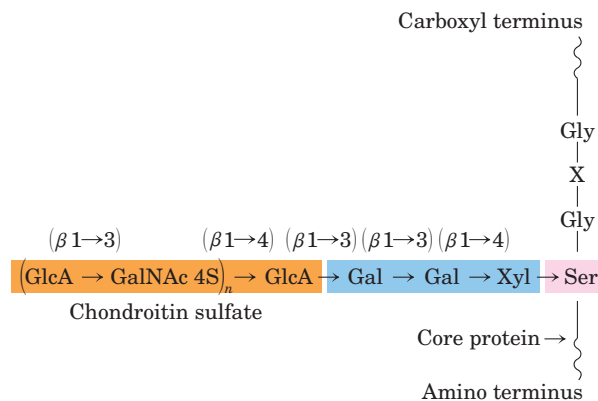 Carboxyl terminus
Gly
X
Gly
(β1→3) (β1→4) (β1→3) (β1→3) (β1→4)
(GlcA → GalNAc 4S)n → GlcA → Gal → Gal → Xyl → Ser
Chondroitin sulfate
Core protein →
Amino terminus